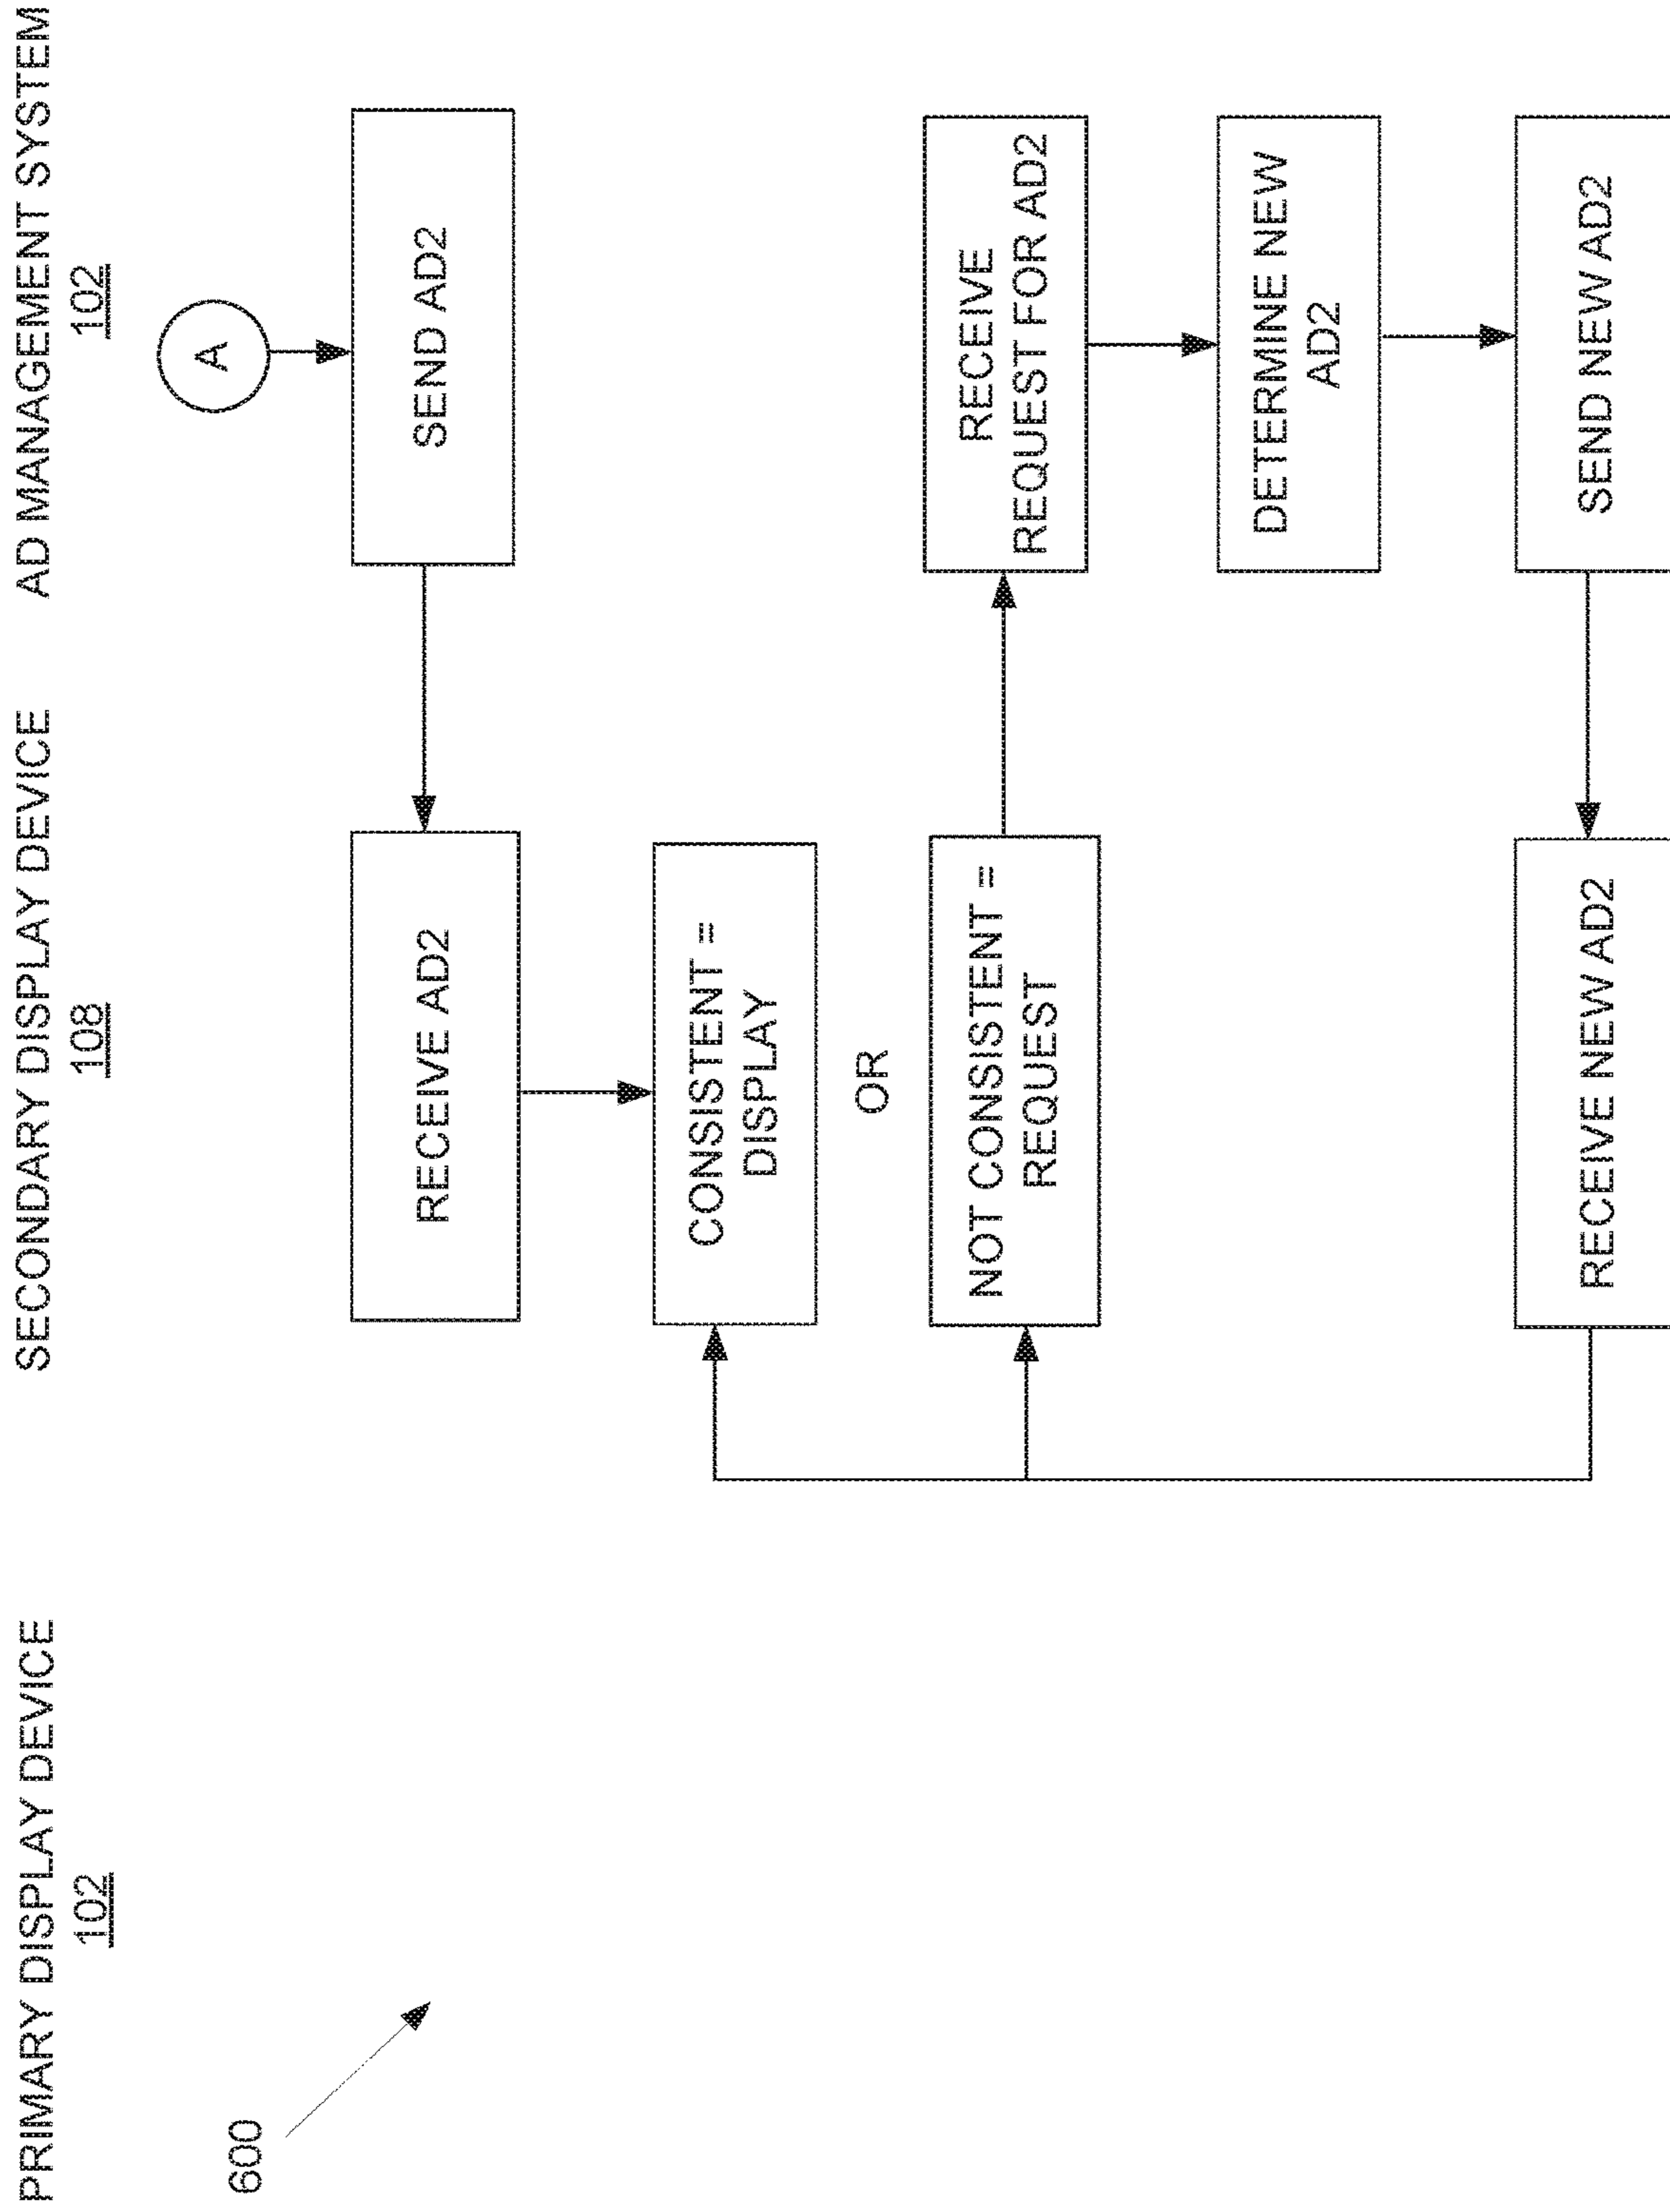 PRIMARY DISPLAY DEVICE
102
SECONDARY DISPLAY DEVICE
108
AD MANAGEMENT SYSTEM
102
600
A
SEND AD2
RECEIVE AD2
CONSISTENT =
DISPLAY
OR
NOT CONSISTENT =
REQUEST
RECEIVE
REQUEST FOR AD2
DETERMINE NEW
AD2
SEND NEW AD2
RECEIVE NEW AD2